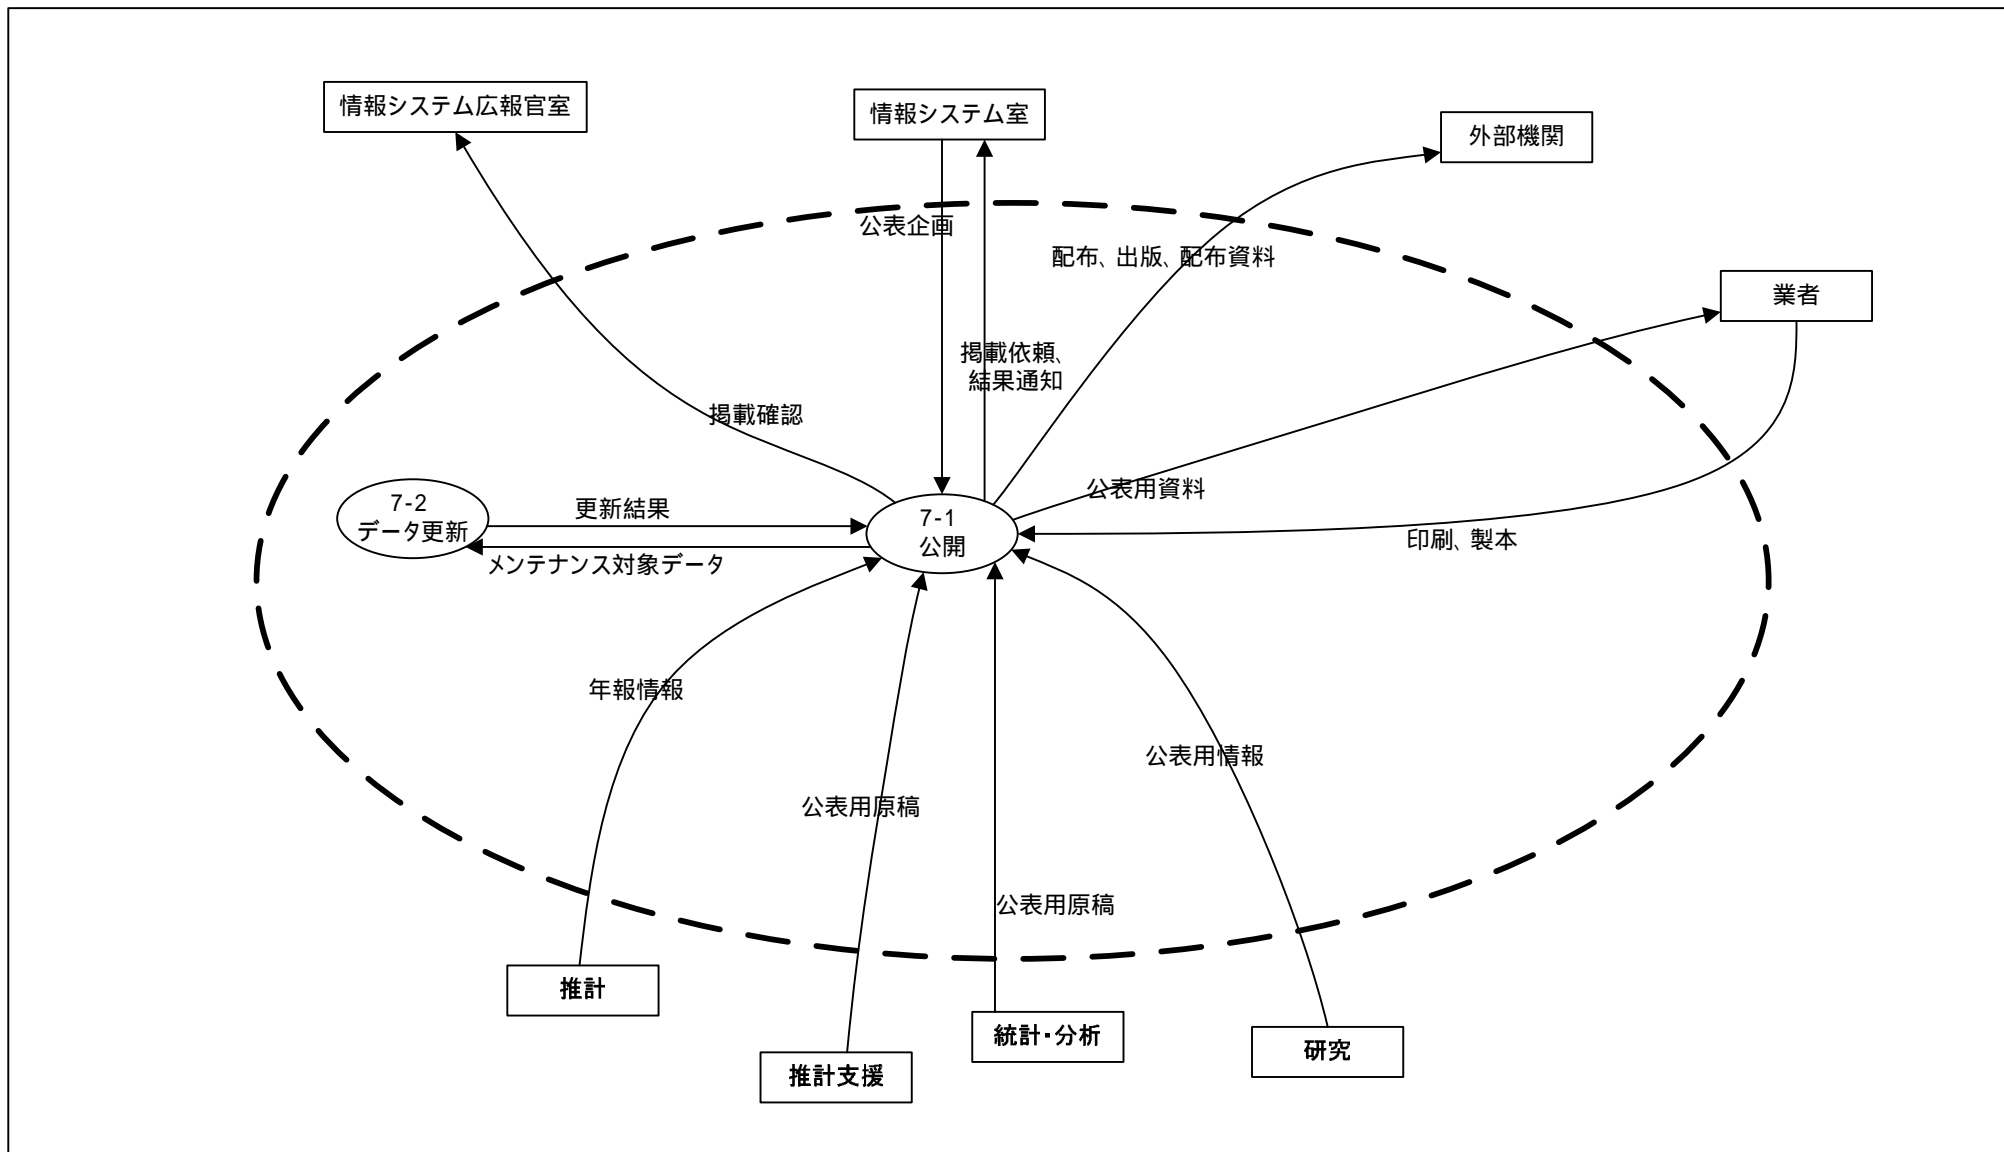 情報システム広報官室
情報システム室
外部機関
公表企画
配布、出版、配布資料
業者
掲載依頼、
結果通知
掲載確認
公表用資料
7-2
データ更新
更新結果
7-1
公開
印刷、製本
メンテナンス対象データ
年報情報
公表用情報
公表用原稿
公表用原稿
推計
統計・分析
研究
推計支援